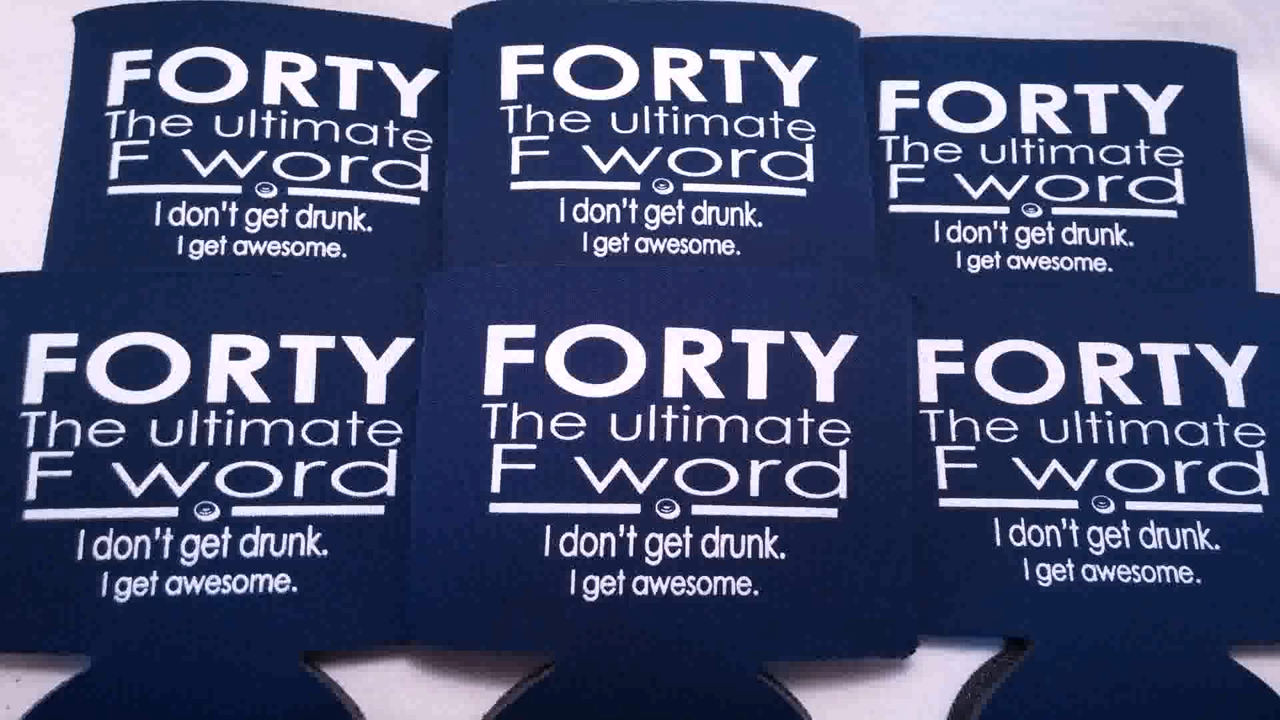 FORTY
The ultimate
F word
I don't get drunk.
I get awesome.
FORTY
The ultimate
F word
I don't get drunk.
I get awesome.
FORTY
The ultimate
F word
I don't get drunk.
I get awesome.
FORTY
The ultimate
F word
I don't get drunk.
I get awesome.
FORTY
The ultimate
F word
I don't get drunk.
I get awesome.
FORTY
The ultimate
F word
I don't get drunk.
I get awesome.